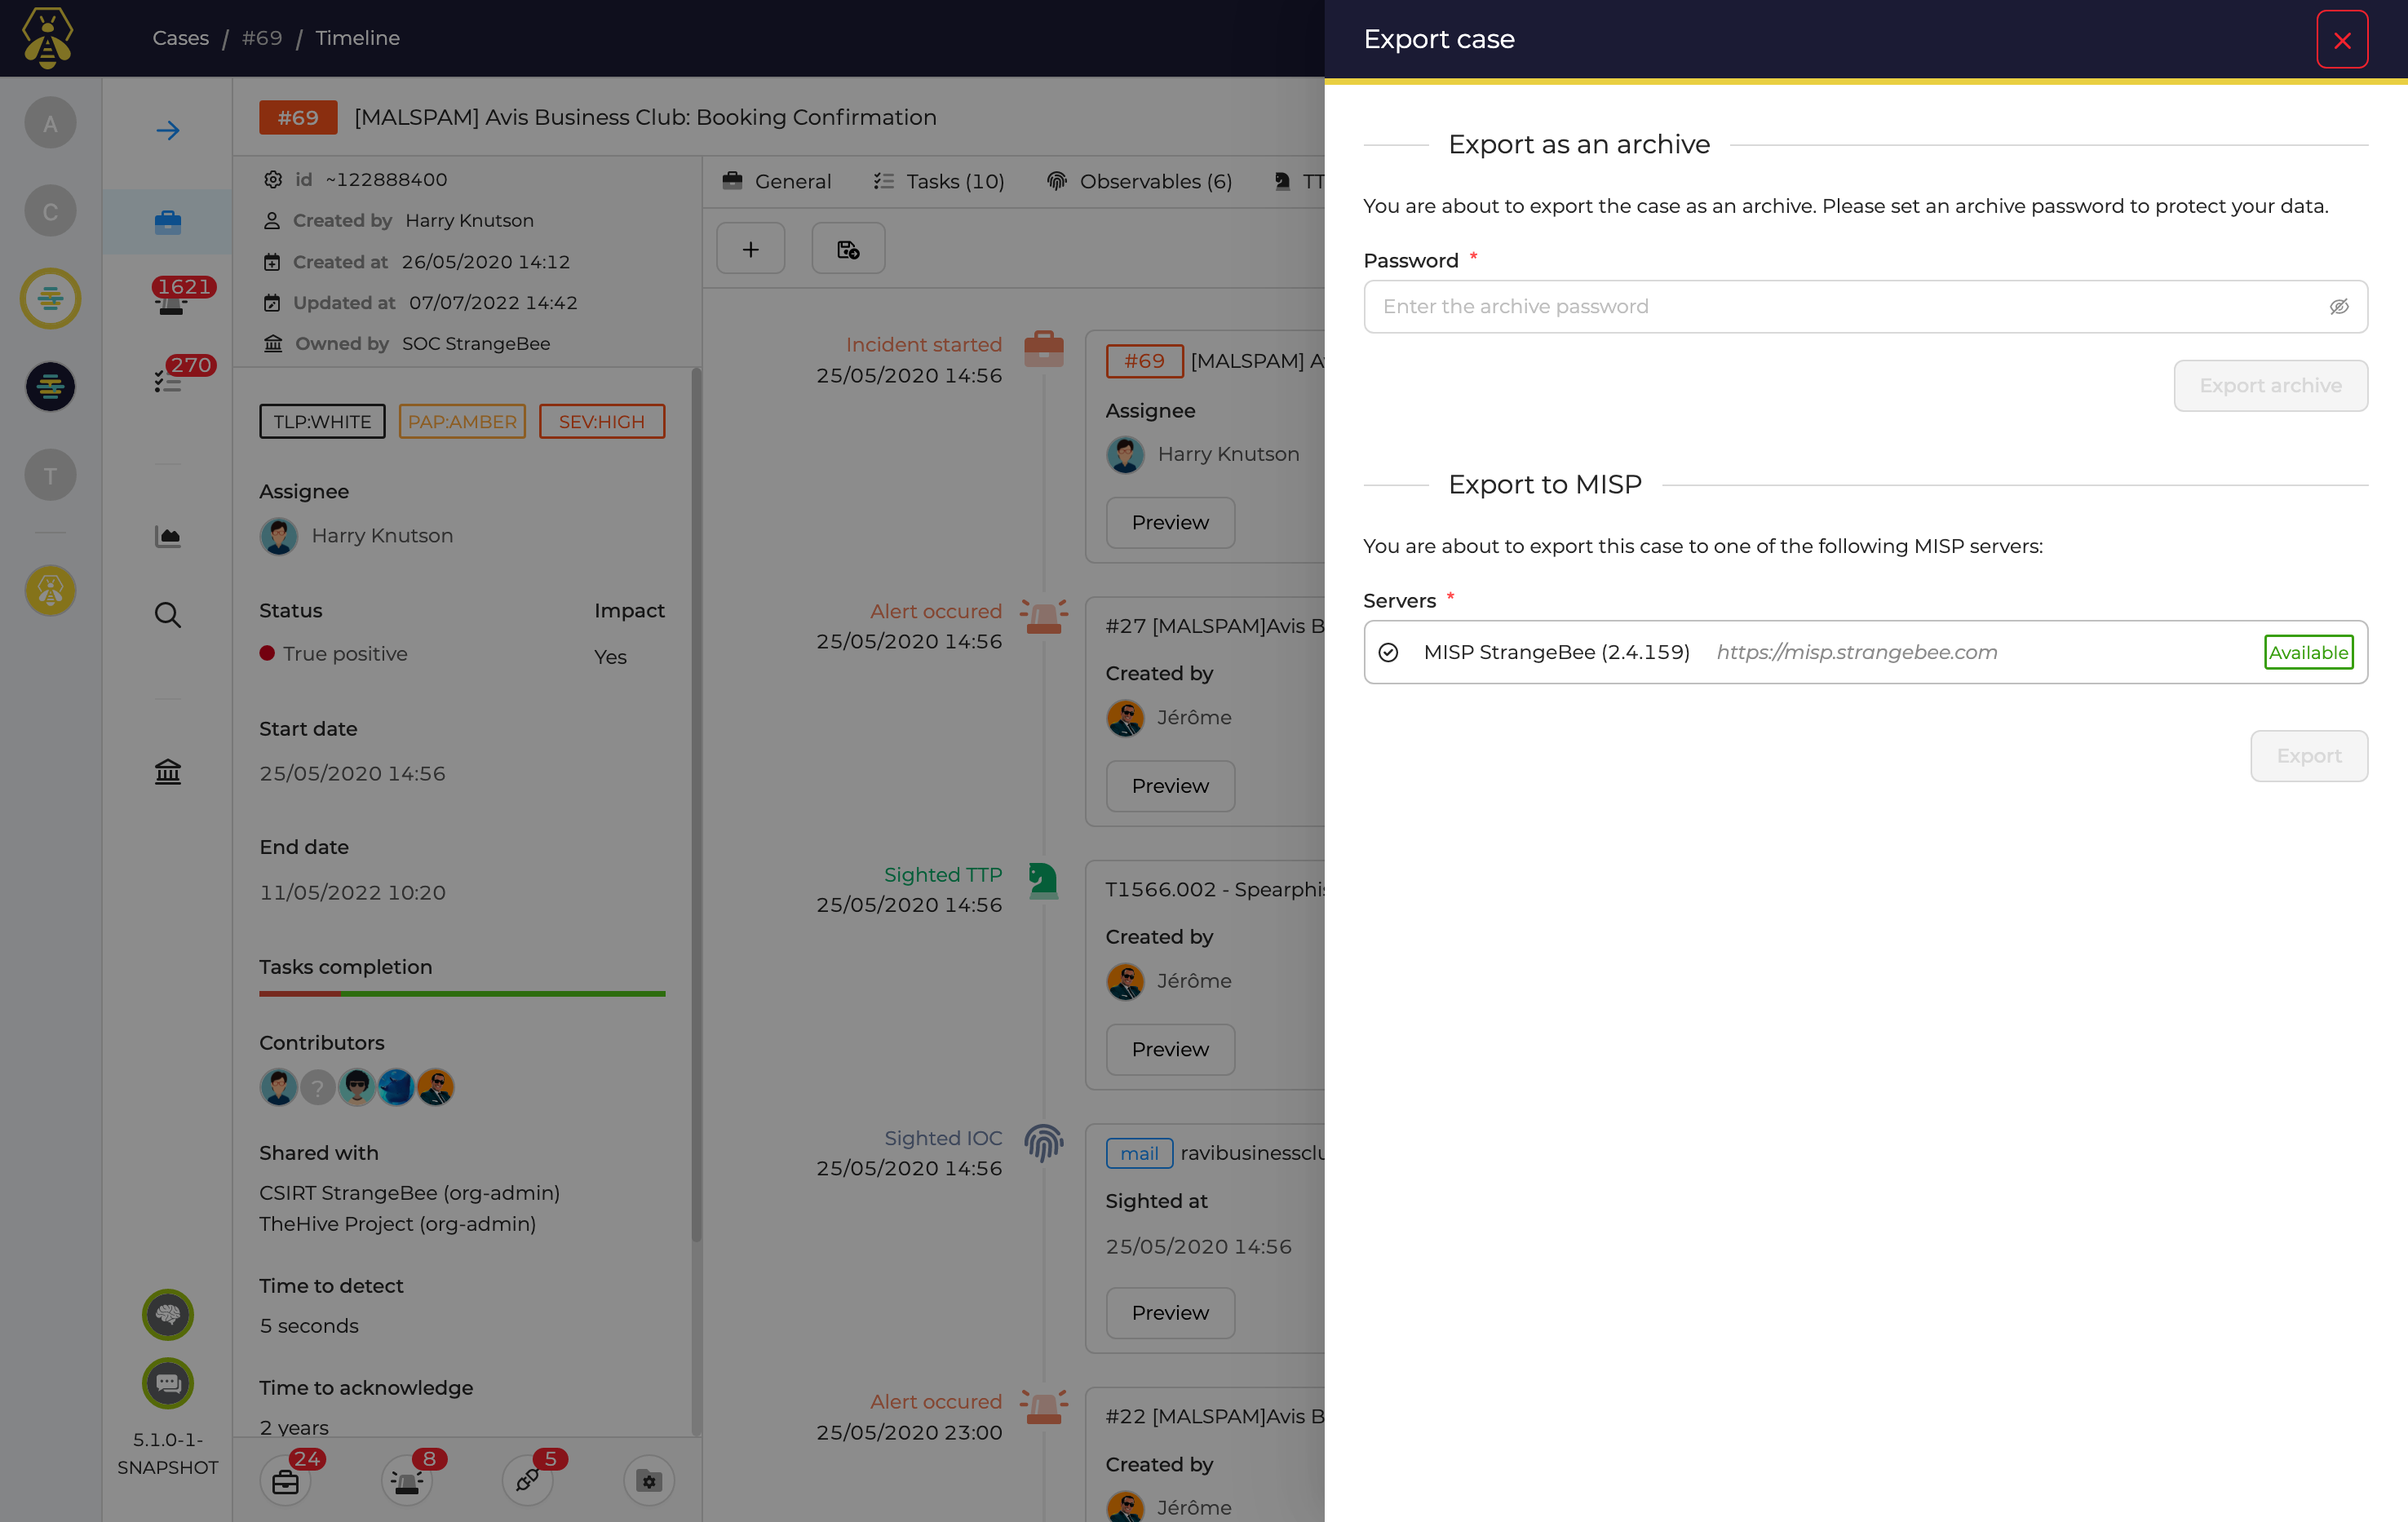 Cases / #69 / Timeline
Export case
A
C
T
1621
270
5.1.0-1-
SNAPSHOT
#69 [MALSPAM] Avis Business Club: Booking Confirmation
id ~122888400
Created by Harry Knutson
Created at 26/05/2020 14:12
Updated at 07/07/2022 14:42
Owned by SOC StrangeBee
TLP:WHITE PAP:AMBER SEV:HIGH
Assignee
Harry Knutson
Status Impact
True positive Yes
Start date
25/05/2020 14:56
End date
11/05/2022 10:20
Tasks completion
Contributors
?
Shared with
CSIRT StrangeBee (org-admin)
TheHive Project (org-admin)
Time to detect
5 seconds
Time to acknowledge
2 years
24 8 5
General Tasks (10) Observables (6) TT
Incident started
25/05/2020 14:56
#69 [MALSPAM] A
Assignee
Harry Knutson
Preview
Alert occured
25/05/2020 14:56
#27 [MALSPAM]Avis B
Created by
Jérôme
Preview
Sighted TTP
25/05/2020 14:56
T1566.002 - Spearphis
Created by
Jérôme
Preview
Sighted IOC
25/05/2020 14:56
mail ravibusinessclu
Sighted at
25/05/2020 14:56
Preview
Alert occured
25/05/2020 23:00
#22 [MALSPAM]Avis B
Created by
Jérôme
Export as an archive
You are about to export the case as an archive. Please set an archive password to protect your data.
Password *
Enter the archive password
Export archive
Export to MISP
You are about to export this case to one of the following MISP servers:
Servers *
MISP StrangeBee (2.4.159) https://misp.strangebee.com Available
Export